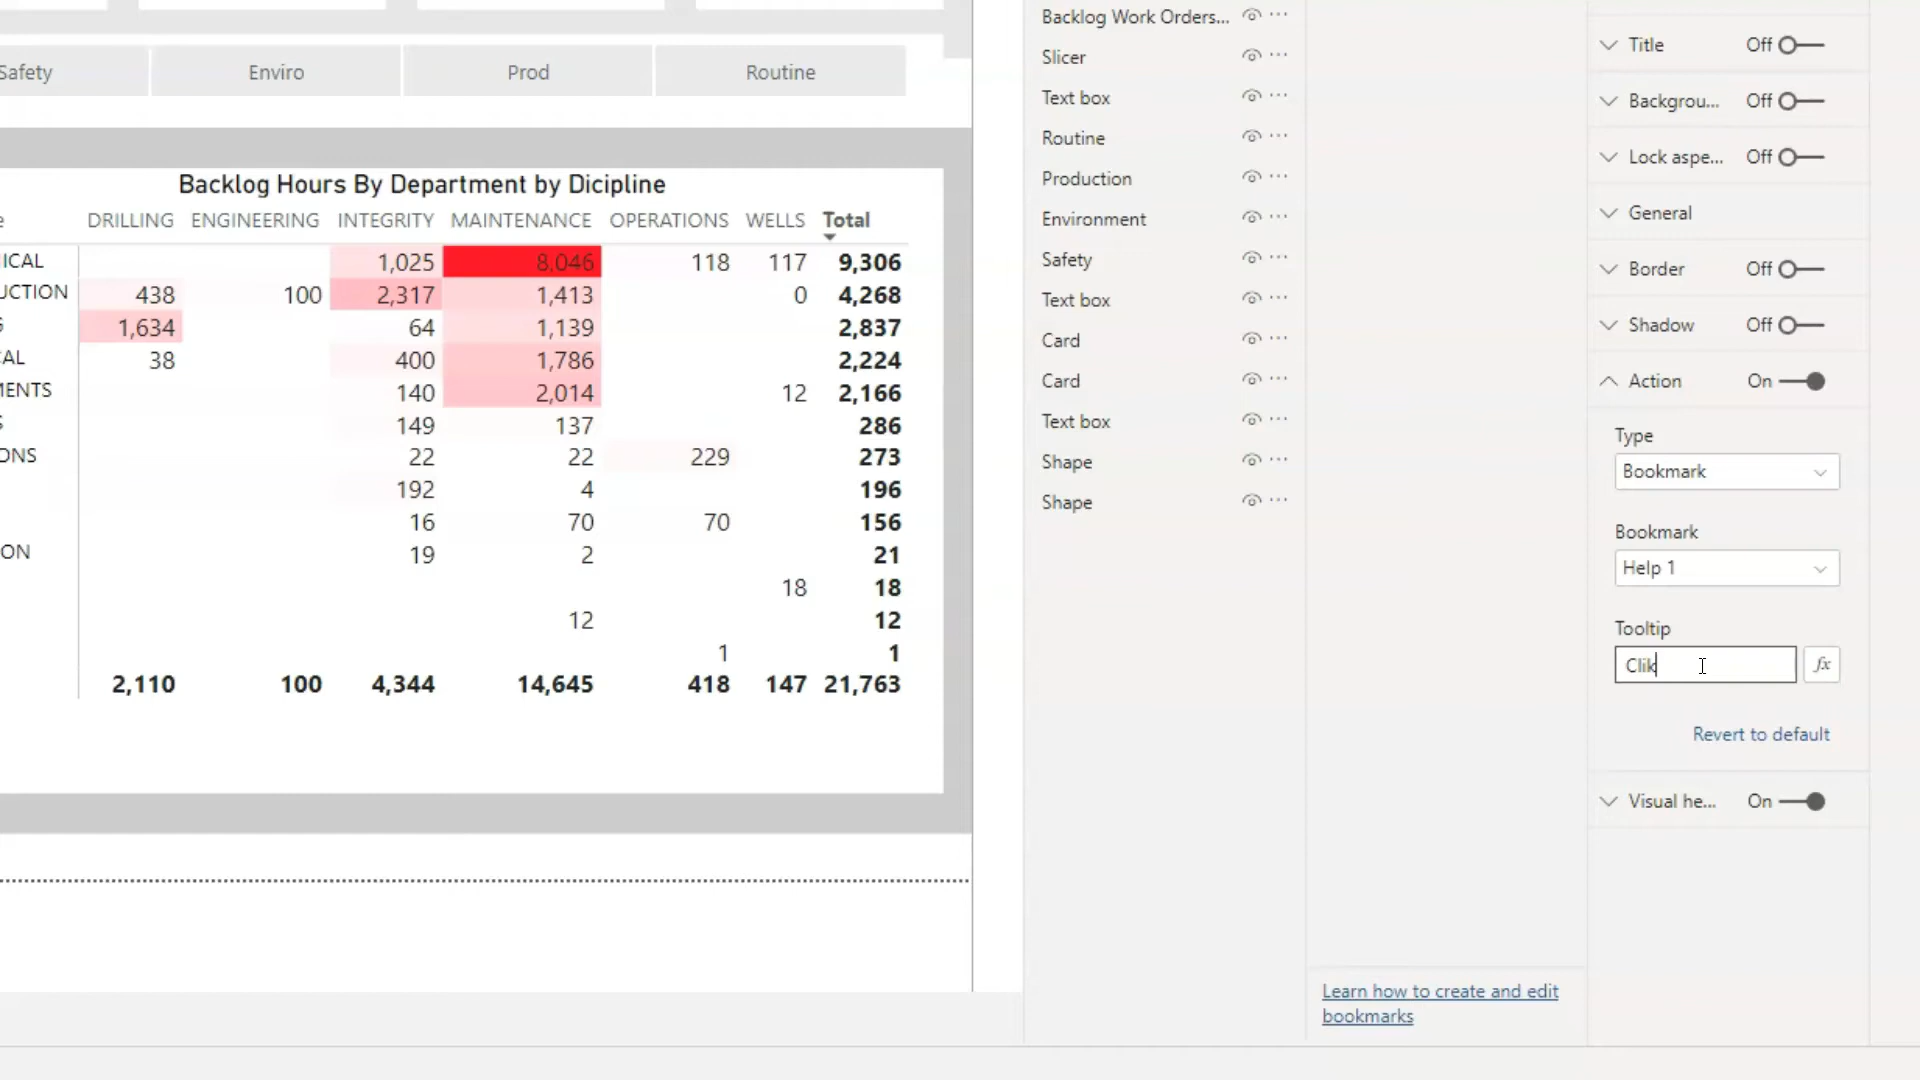 Safety Enviro Prod Routine
Backlog Hours By Department by Dicipline
e DRILLING ENGINEERING INTEGRITY MAINTENANCE OPERATIONS WELLS Total
ICAL 1,025 8,046 118 117 9,306
UCTION 438 100 2,317 1,413 0 4,268
G 1,634 64 1,139 2,837
AL 38 400 1,786 2,224
MENTS 140 2,014 12 2,166
S 149 137 286
ONS 22 22 229 273
192 4 196
16 70 70 156
ON 19 2 21
18 18
12 12
1 1
2,110 100 4,344 14,645 418 147 21,763
Backlog Work Orders...
Slicer
Text box
Routine
Production
Environment
Safety
Text box
Card
Card
Text box
Shape
Shape
Learn how to create and edit
bookmarks
Title Off
Backgrou... Off
Lock aspe... Off
General
Border Off
Shadow Off
Action On
Type
Bookmark
Bookmark
Help 1
Tooltip
Clik fx
Revert to default
Visual he... On